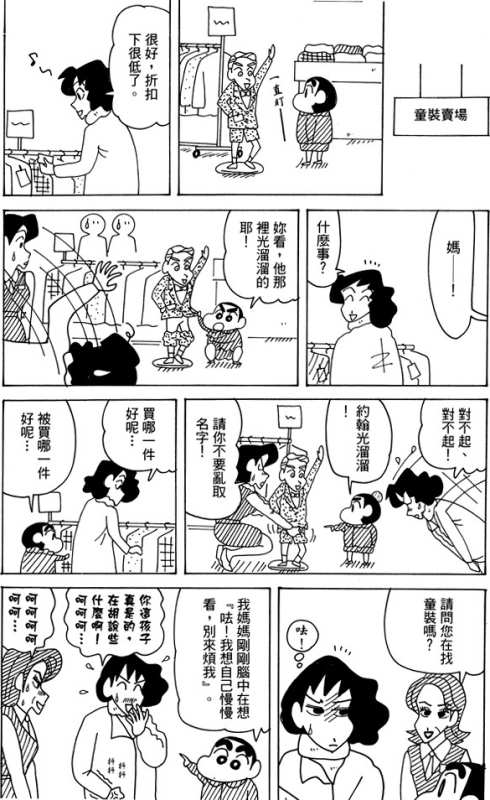 童裝賣場
一直盯
很好，折扣
下很低了。
媽——！
什麼事？
妳看，他那
裡光溜溜的
耶！
對不起、
對不起！
約翰光溜溜
！
請你不要亂取
名字！
買哪一件
好呢…
被買哪一件
好呢…
請問您在找
童裝嗎？
呿！
我媽媽剛剛腦中在想
『呿！我想自己慢慢
看，別來煩我』。
你這孩子
真是的，
在胡說些
什麼啊！
呵呵呵…
抖抖
抖抖
呵呵呵呵
呵呵呵…